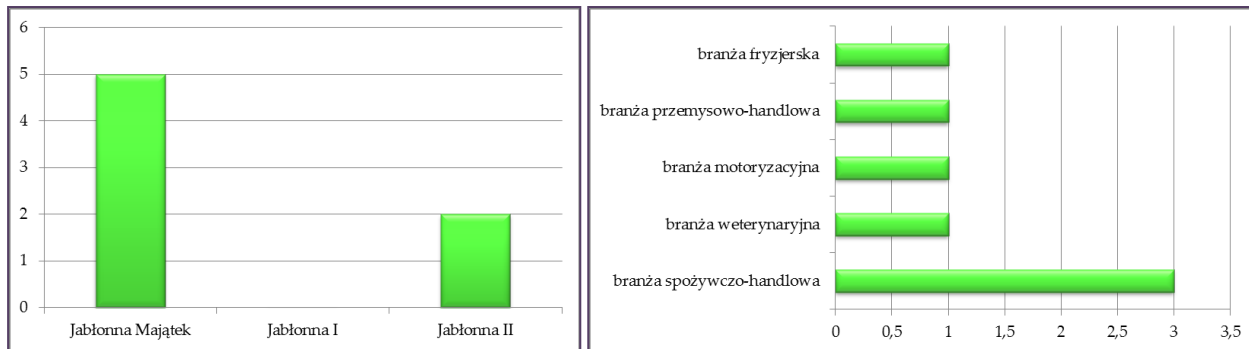 6
5
4
3
2
1
0
Jabłonna Majątek Jabłonna I Jabłonna II
branża fryzjerska
branża przemysowo-handlowa
branża motoryzacyjna
branża weterynaryjna
branża spożywczo-handlowa
0 0,5 1 1,5 2 2,5 3 3,5